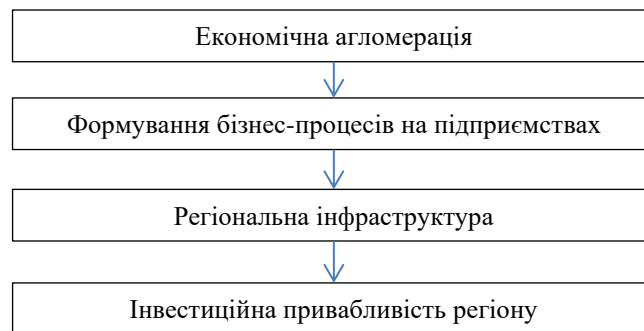 Економічна агломерація
Формування бізнес-процесів на підприємствах
Регіональна інфраструктура
Інвестиційна привабливість регіону